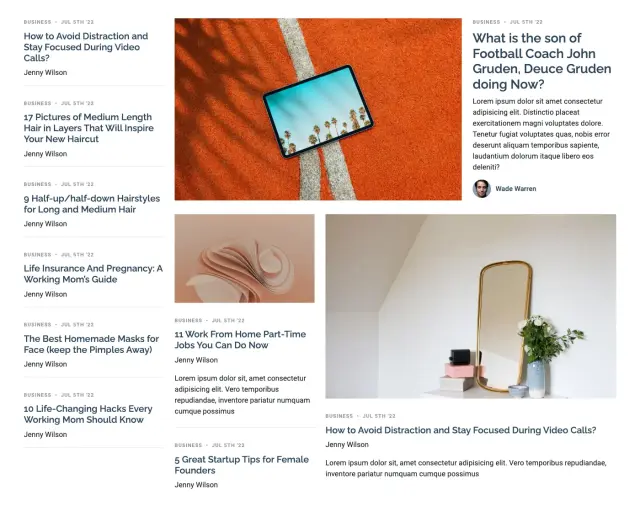 BUSINESS • JUL 5TH '22
How to Avoid Distraction and
Stay Focused During Video
Calls?
Jenny Wilson
BUSINESS • JUL 5TH '22
17 Pictures of Medium Length
Hair in Layers That Will Inspire
Your New Haircut
Jenny Wilson
BUSINESS • JUL 5TH '22
9 Half-up/half-down Hairstyles
for Long and Medium Hair
Jenny Wilson
BUSINESS • JUL 5TH '22
Life Insurance And Pregnancy: A
Working Mom's Guide
Jenny Wilson
BUSINESS • JUL 5TH '22
The Best Homemade Masks for
Face (keep the Pimples Away)
Jenny Wilson
BUSINESS • JUL 5TH '22
10 Life-Changing Hacks Every
Working Mom Should Know
Jenny Wilson
BUSINESS • JUL 5TH '22
What is the son of
Football Coach John
Gruden, Deuce Gruden
doing Now?
Lorem ipsum dolor sit amet consectetur
adipisicing elit. Distinctio placeat
exercitationem magni voluptates dolore.
Tenetur fugiat voluptates quas, nobis error
deserunt aliquam temporibus sapiente,
laudantium dolorum itaque libero eos
deleniti?
Wade Warren
BUSINESS • JUL 5TH '22
11 Work From Home Part-Time
Jobs You Can Do Now
Jenny Wilson
Lorem ipsum dolor sit, amet consectetur
adipisicing elit. Vero temporibus
repudiandae, inventore pariatur numquam
cumque possimus
BUSINESS • JUL 5TH '22
5 Great Startup Tips for Female
Founders
Jenny Wilson
BUSINESS • JUL 5TH '22
How to Avoid Distraction and Stay Focused During Video Calls?
Jenny Wilson
Lorem ipsum dolor sit, amet consectetur adipisicing elit. Vero temporibus repudiandae,
inventore pariatur numquam cumque possimus